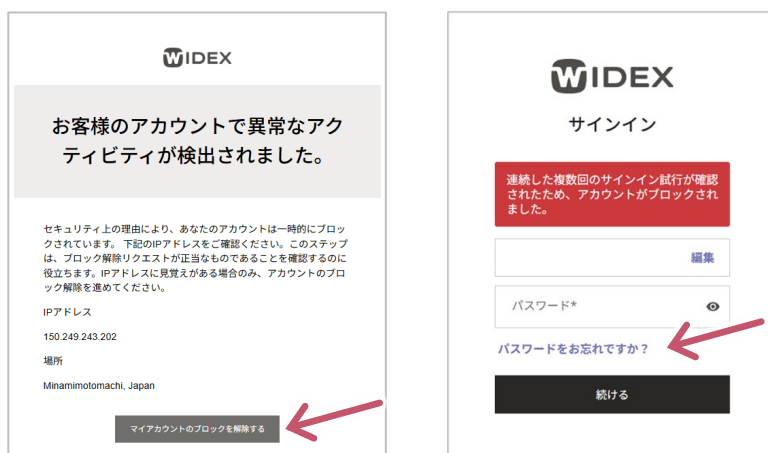 WIDEX
お客様のアカウントで異常なアク
ティビティが検出されました。
セキュリティ上の理由により、あなたのアカウントは一時的にブロッ
クされています。 下記のIPアドレスをご確認ください。このステップ
は、ブロック解除リクエストが正当なものであることを確認するのに
役立ちます。IPアドレスに見覚えがある場合のみ、アカウントのブロ
ック解除を進めてください。
IPアドレス
150.249.243.202
場所
Minamimotomachi, Japan
マイアカウントのブロックを解除する
WIDEX
サインイン
連続した複数回のサインイン試行が確認
されたため、アカウントがブロックされ
ました。
編集
パスワード*
パスワードをお忘れですか？
続ける